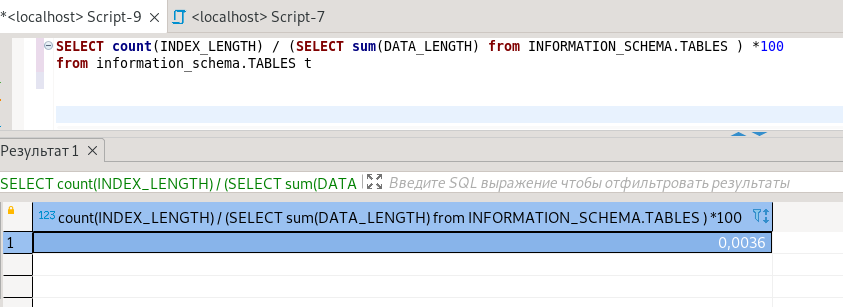 *<localhost> Script-9
<localhost> Script-7
SELECT count(INDEX_LENGTH) / (SELECT sum(DATA_LENGTH) from INFORMATION_SCHEMA.TABLES ) *100
from information_schema.TABLES t
Результат 1
SELECT count(INDEX_LENGTH) / (SELECT sum(DATA
Введите SQL выражение чтобы отфильтровать результаты
123 count(INDEX_LENGTH) / (SELECT sum(DATA_LENGTH) from INFORMATION_SCHEMA.TABLES ) *100
1
0,0036